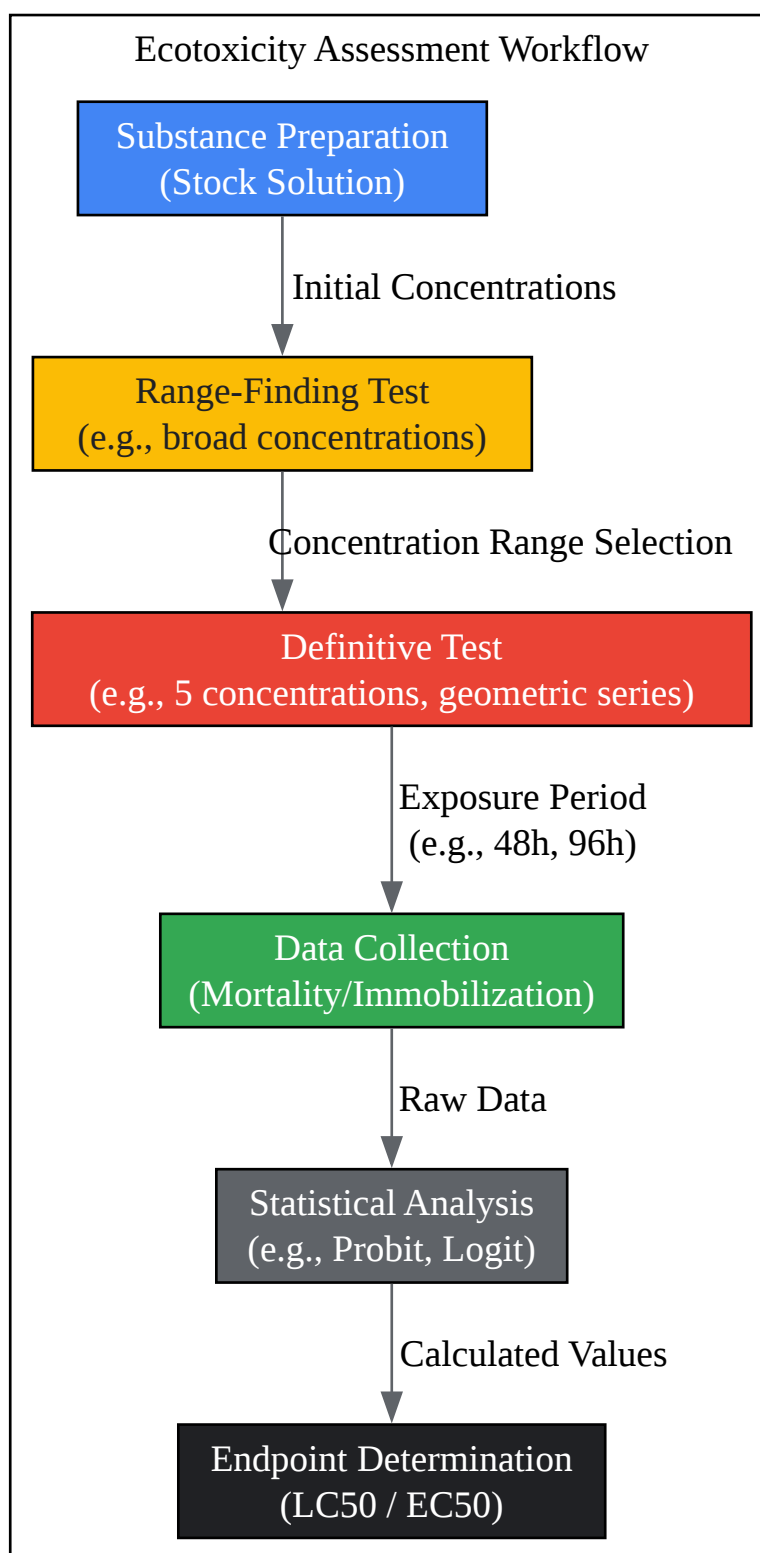 Ecotoxicity Assessment Workflow
Substance Preparation
(Stock Solution)
Initial Concentrations
Range-Finding Test
(e.g., broad concentrations)
Concentration Range Selection
Definitive Test
(e.g., 5 concentrations, geometric series)
Exposure Period
(e.g., 48h, 96h)
Data Collection
(Mortality/Immobilization)
Raw Data
Statistical Analysis
(e.g., Probit, Logit)
Calculated Values
Endpoint Determination
(LC50 / EC50)